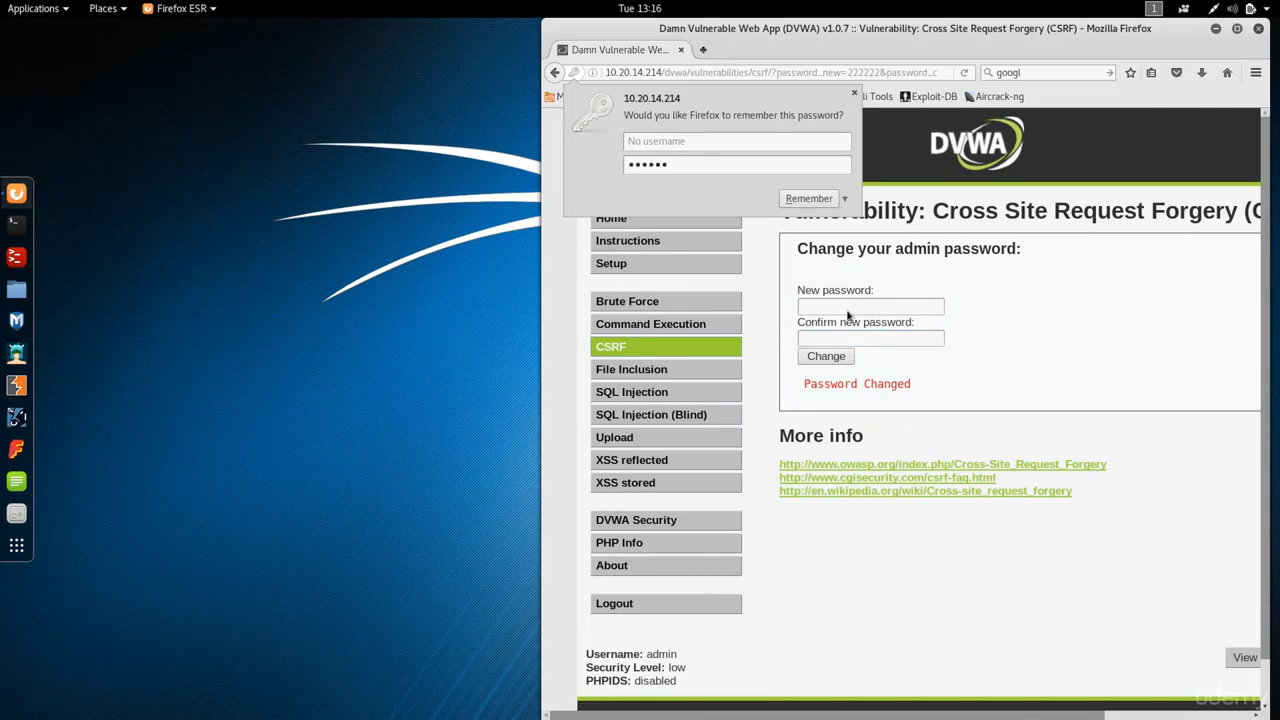 Applications Places Firefox ESR Tue 13:16 1
Damn Vulnerable Web App (DVWA) v1.0.7 :: Vulnerability: Cross Site Request Forgery (CSRF) - Mozilla Firefox
Damn Vulnerable We...
10.20.14.214/dvwa/vulnerabilities/csrf/?password_new=222222&password_c googl
li Tools Exploit-DB Aircrack-ng
10.20.14.214
Would you like Firefox to remember this password?
No username
••••••
Remember
DVWA
Vulnerability: Cross Site Request Forgery (C
Home
Instructions
Setup
Brute Force
Command Execution
CSRF
File Inclusion
SQL Injection
SQL Injection (Blind)
Upload
XSS reflected
XSS stored
DVWA Security
PHP Info
About
Logout
Change your admin password:
New password:
Confirm new password:
Change
Password Changed
More info
http://www.owasp.org/index.php/Cross-Site_Request_Forgery
http://www.cgisecurity.com/csrf-faq.html
http://en.wikipedia.org/wiki/Cross-site_request_forgery
Username: admin
Security Level: low
PHPIDS: disabled
View
udemy